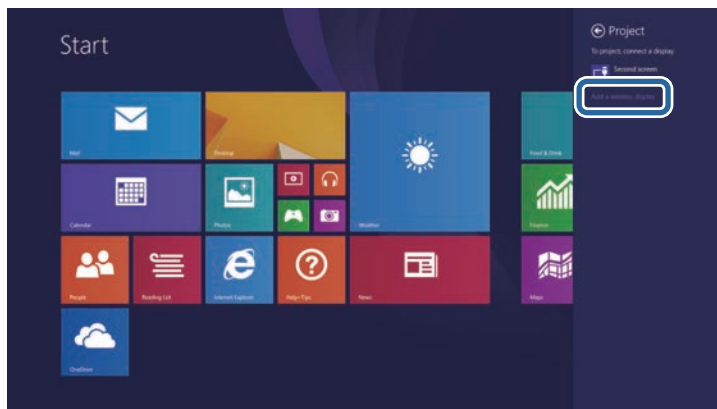 Start
Project
To project, connect a display
Second screen
Add a wireless display
Mail
Desktop
Weather
Food & Drink
Calendar
Photos
Finance
People
Reading List
Internet Explorer
Help+Tips
News
Maps
OneDrive